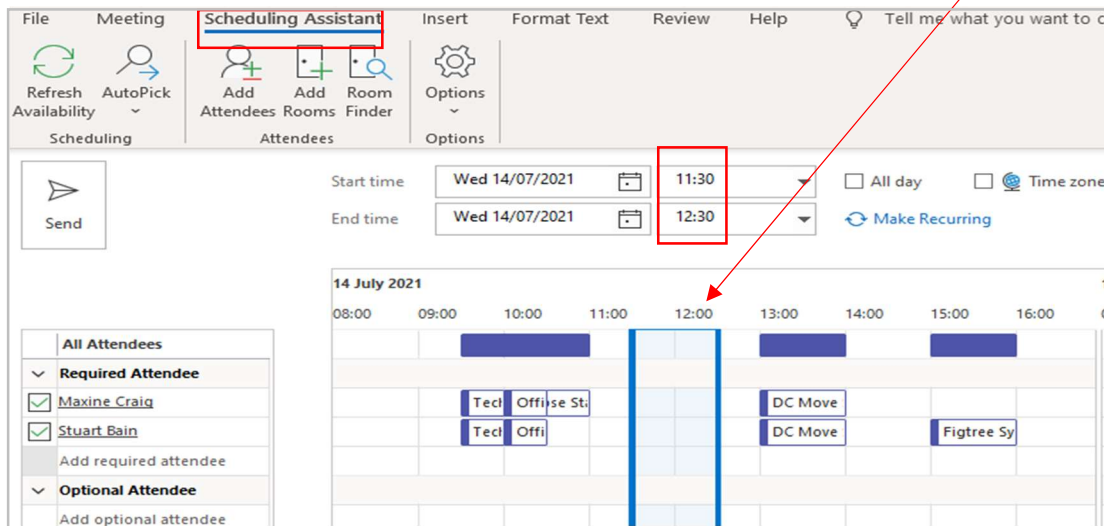 File Meeting Scheduling Assistant Insert Format Text Review Help Tell me what you want to
Refresh Availability
AutoPick
Add Attendees
Add Rooms
Room Finder
Options
Scheduling Attendees Options
Send
Start time Wed 14/07/2021 11:30 All day Time zone
End time Wed 14/07/2021 12:30 Make Recurring
14 July 2021
08:00 09:00 10:00 11:00 12:00 13:00 14:00 15:00 16:00
All Attendees
Required Attendee
Maxine Craig Tech Offi se Sta DC Move
Stuart Bain Tech Offi DC Move Figtree Sy
Add required attendee
Optional Attendee
Add optional attendee